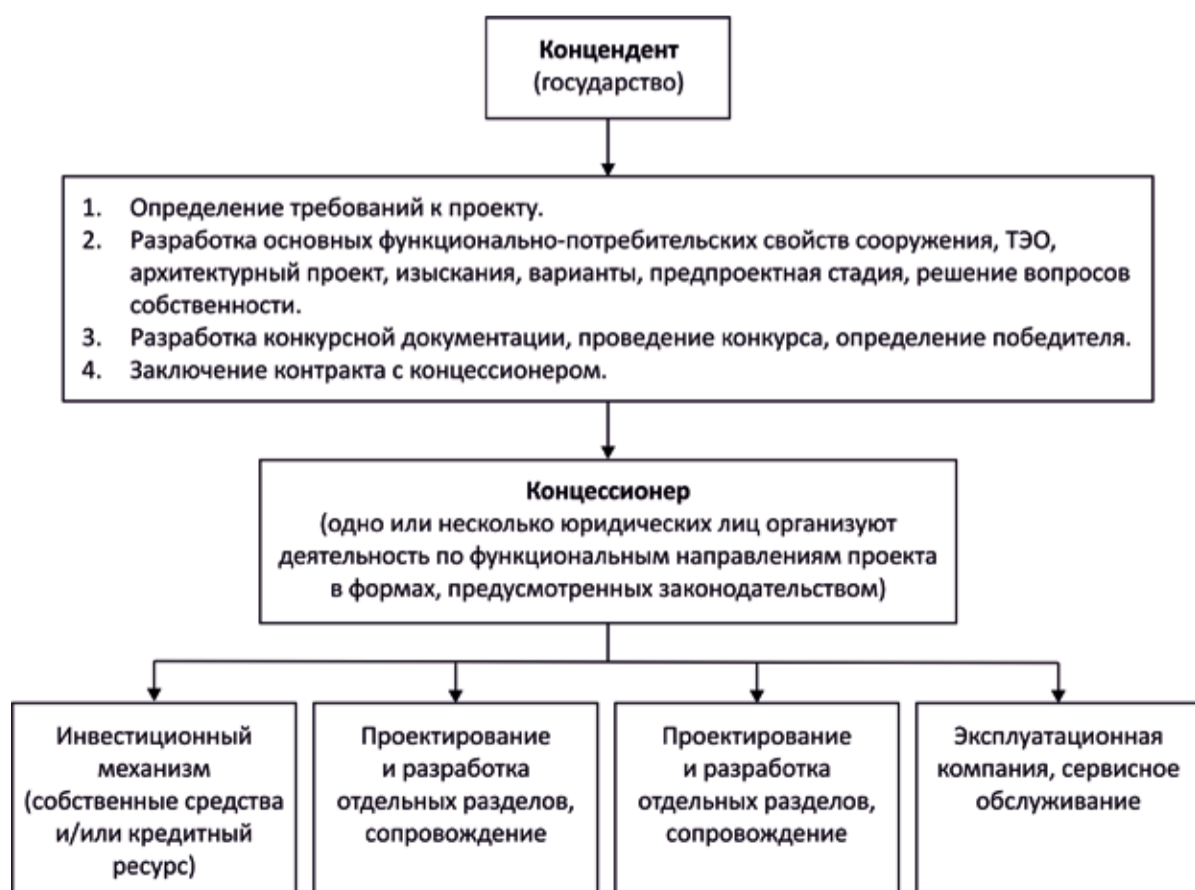 Концендент
(государство)
1. Определение требований к проекту.
2. Разработка основных функционально-потребительских свойств сооружения, ТЭО,
архитектурный проект, изыскания, варианты, предпроектная стадия, решение вопросов
собственности.
3. Разработка конкурсной документации, проведение конкурса, определение победителя.
4. Заключение контракта с концессионером.
Концессионер
(одно или несколько юридических лиц организуют
деятельность по функциональным направлениям проекта
в формах, предусмотренных законодательством)
Инвестиционный
механизм
(собственные средства
и/или кредитный
ресурс)
Проектирование
и разработка
отдельных разделов,
сопровождение
Проектирование
и разработка
отдельных разделов,
сопровождение
Эксплуатационная
компания, сервисное
обслуживание